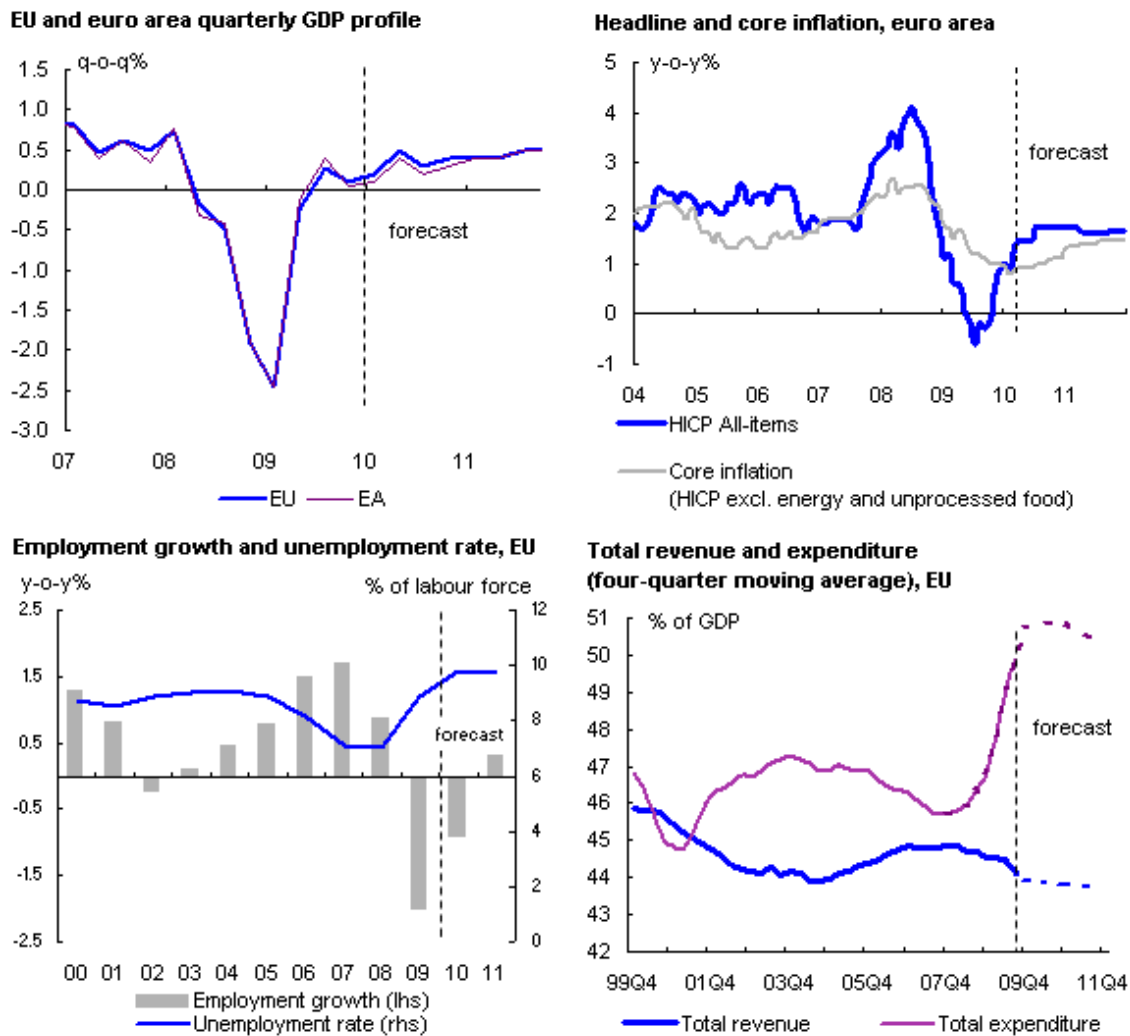 EU and euro area quarterly GDP profile
q-o-q%
1.5
1.0
0.5
0.0
-0.5
-1.0
-1.5
-2.0
-2.5
-3.0
forecast
07 08 09 10 11
EU EA
Headline and core inflation, euro area
y-o-y%
5
4
3
2
1
0
-1
forecast
04 05 06 07 08 09 10 11
HICP All-items
Core inflation
(HICP excl. energy and unprocessed food)
Employment growth and unemployment rate, EU
y-o-y% % of labour force
2.5
1.5
0.5
-0.5
-1.5
-2.5
12
10
8
6
4
2
0
forecast
00 01 02 03 04 05 06 07 08 09 10 11
Employment growth (lhs)
Unemployment rate (rhs)
Total revenue and expenditure
(four-quarter moving average), EU
% of GDP
51
50
49
48
47
46
45
44
43
42
forecast
99Q4 01Q4 03Q4 05Q4 07Q4 09Q4 11Q4
Total revenue Total expenditure